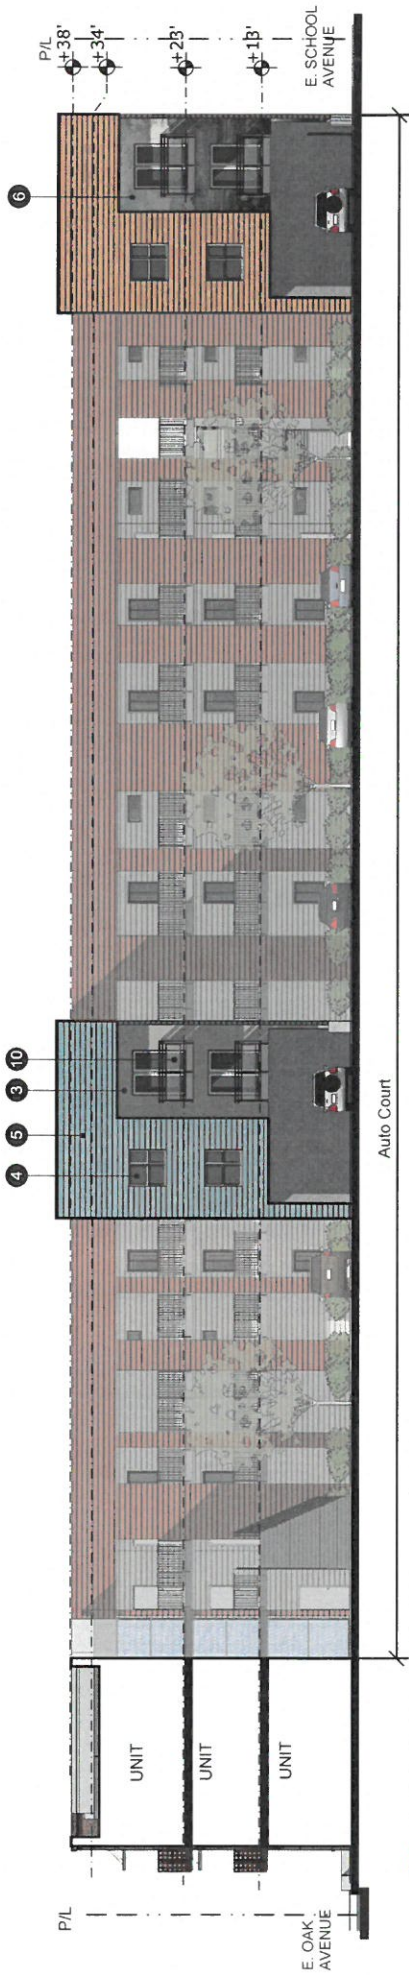 P/L
E. OAK
AVENUE
UNIT
UNIT
UNIT
4
5
3
10
6
Auto Court
P/L
+38'
+34'
+23'
+13'
E. SCHOOL
AVENUE